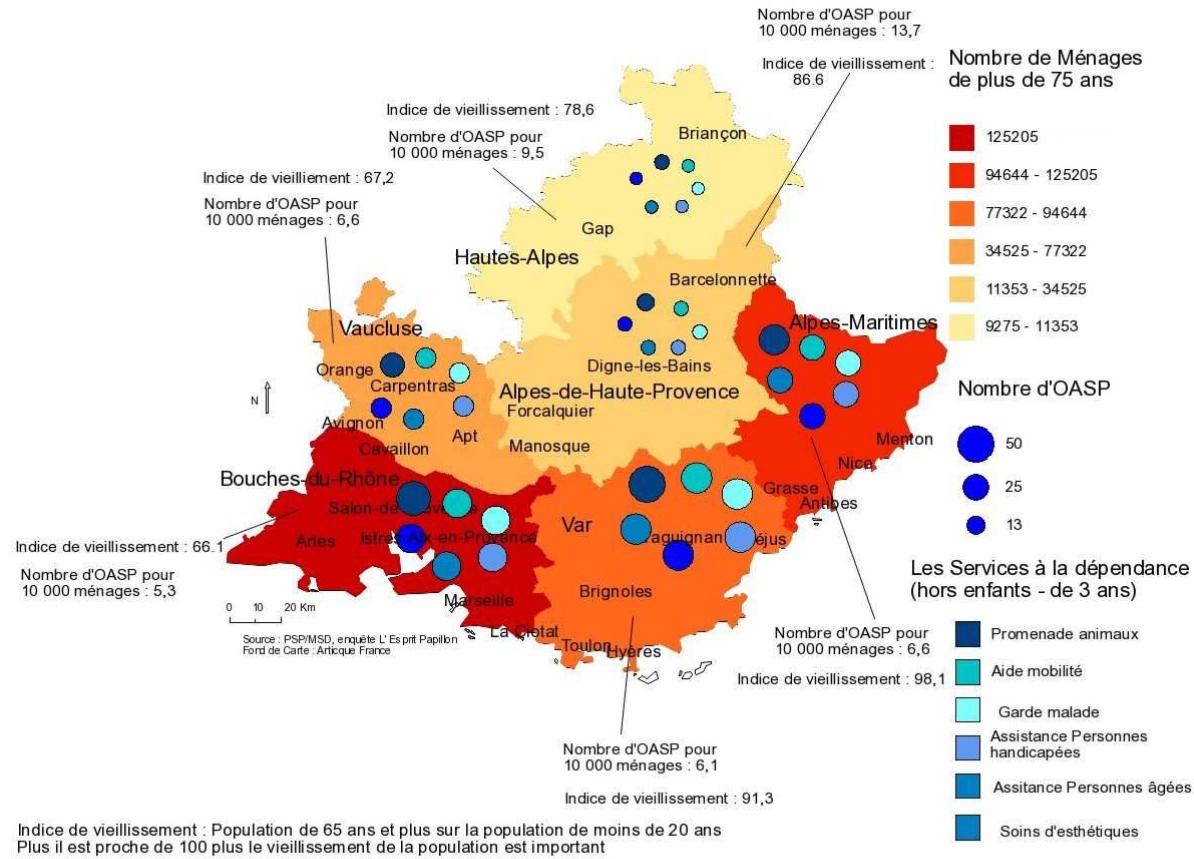 Nombre d'OASP pour
10 000 ménages : 13,7
Indice de vieillissement :
86.6
Nombre de Ménages
de plus de 75 ans
125205
94644 - 125205
77322 - 94644
34525 - 77322
11353 - 34525
9275 - 11353
Indice de vieillissement : 78,6
Nombre d'OASP pour
10 000 ménages : 9,5
Indice de vieilliement : 67,2
Nombre d'OASP pour
10 000 ménages : 6,6
Briançon
Gap
Hautes-Alpes
Barcelonnette
Vaucluse
Alpes-Maritimes
Orange
Carpentras
Digne-les-Bains
Alpes-de-Haute-Provence
N
Avignon
Forcalquier
Apt
Manosque
Cavaillon
Menton
Nice
Grasse
Antibes
Bouches-du-Rhône
Salon-de-Provence
Arles
Istres
Aix-en-Provence
Var
aguignan
éjus
Brignoles
Marseille
La Ciotat
Toulon
Hyères
Nombre d'OASP
50
25
13
Indice de vieillissement : 66.1
Nombre d'OASP pour
10 000 ménages : 5,3
0 10 20 Km
Source : PSP/MSD, enquête L' Esprit Papillon
Fond de Carte : Articque France
Nombre d'OASP pour
10 000 ménages : 6,6
Indice de vieillissement : 98,1
Nombre d'OASP pour
10 000 ménages : 6,1
Indice de vieillissement : 91,3
Les Services à la dépendance
(hors enfants - de 3 ans)
Promenade animaux
Aide mobilité
Garde malade
Assistance Personnes
handicapées
Assitance Personnes âgées
Soins d'esthétiques
Indice de vieillissement : Population de 65 ans et plus sur la population de moins de 20 ans
Plus il est proche de 100 plus le vieillissement de la population est important